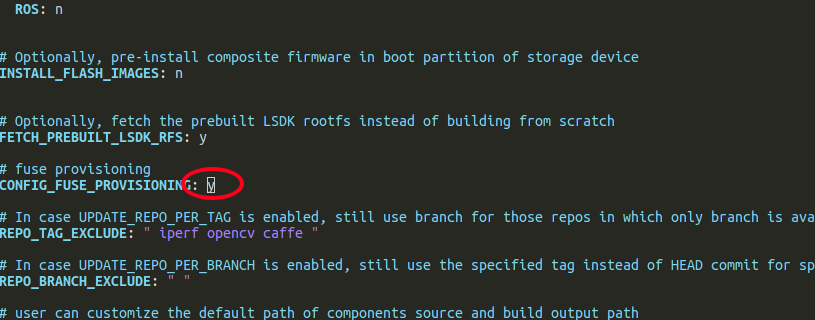 ROS: n
# Optionally, pre-install composite firmware in boot partition of storage device
INSTALL_FLASH_IMAGES: n
# Optionally, fetch the prebuilt LSDK rootfs instead of building from scratch
FETCH_PREBUILT_LSDK_RFS: y
# fuse provisioning
CONFIG_FUSE_PROVISIONING: y
# In case UPDATE_REPO_PER_TAG is enabled, still use branch for those repos in which only branch is ava
REPO_TAG_EXCLUDE: " iperf opencv caffe "
# In case UPDATE_REPO_PER_BRANCH is enabled, still use the specified tag instead of HEAD commit for sp
REPO_BRANCH_EXCLUDE: " "
# user can customize the default path of components source and build output path